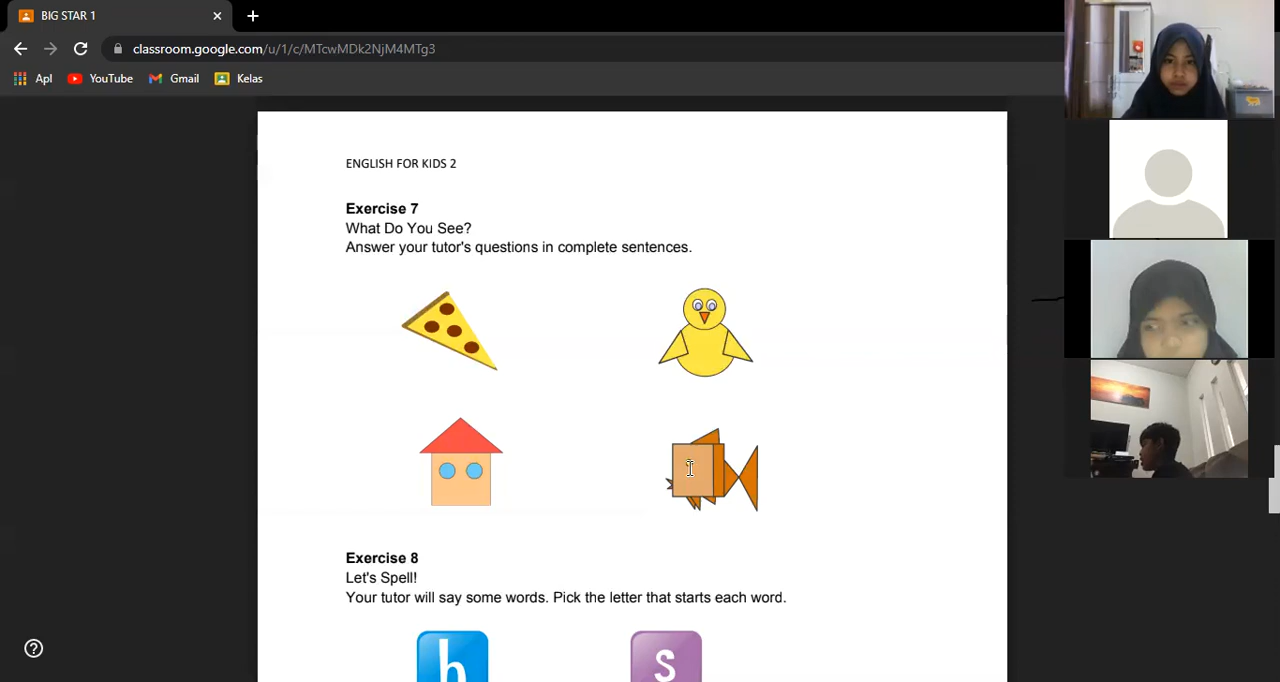 BIG STAR 1
classroom.google.com/u/1/c/MTcwMDk2NjM4MTg3
Apl YouTube Gmail Kelas
ENGLISH FOR KIDS 2
Exercise 7
What Do You See?
Answer your tutor's questions in complete sentences.
Exercise 8
Let's Spell!
Your tutor will say some words. Pick the letter that starts each word.
b s